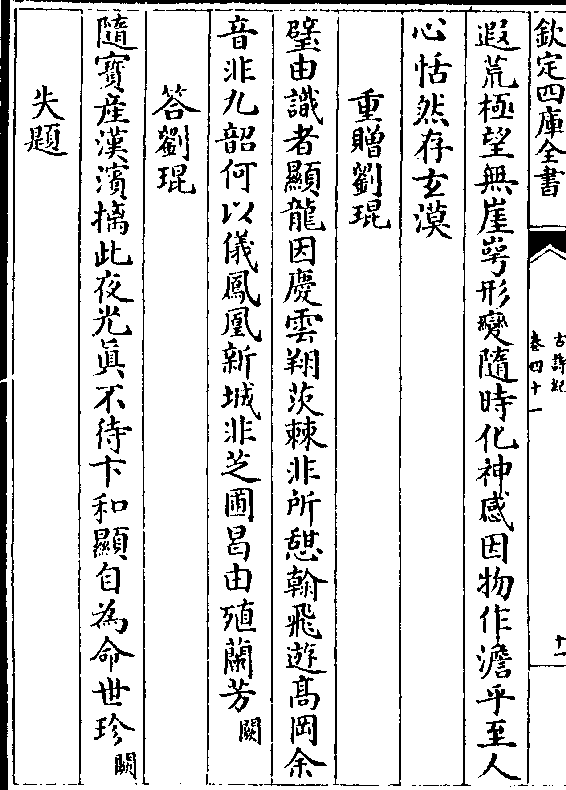 欽定四庫全書
古詩紀
卷四十一
十一
遐荒極望無崖崿形變隨時化神感因物作澹乎至人
心恬然存玄漠
重贈劉琨
璧由識者顯龍因慶雲翔茨棘非所憩翰飛遊髙岡余
音非九韶何以儀鳳凰新城非芝圃曷由殖蘭芳闕
答劉琨
隨寳産漢濱摛此夜光真不待卞和顯自為命世珍闕
失題